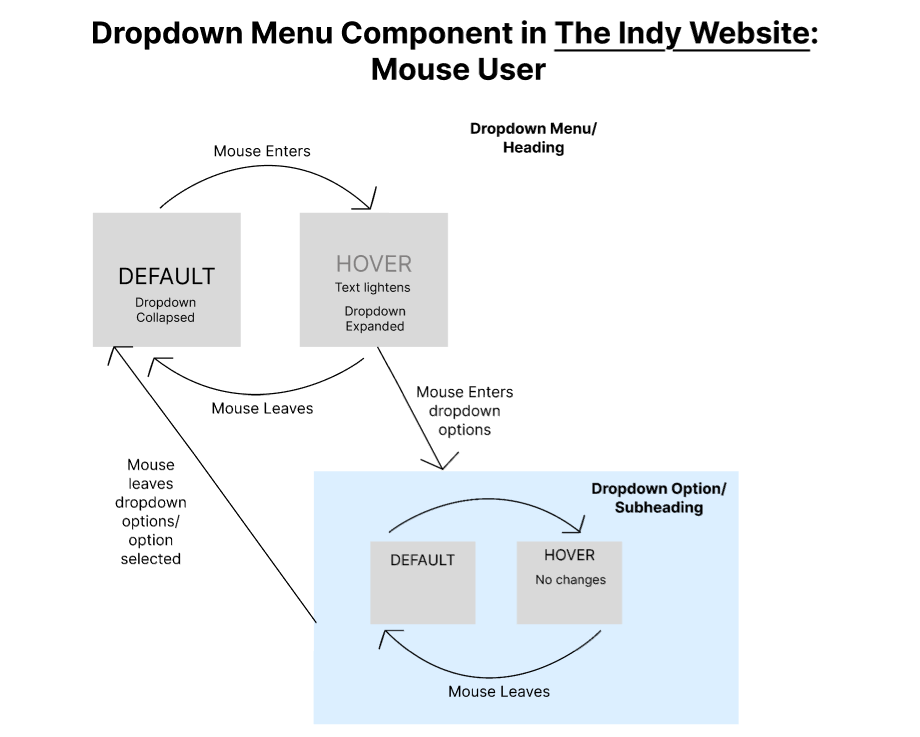 Dropdown Menu Component in The Indy Website:
Mouse User
Dropdown Menu/
Heading
Mouse Enters
DEFAULT
Dropdown
Collapsed
HOVER
Text lightens
Dropdown
Expanded
Mouse Leaves
Mouse Enters
dropdown
options
Mouse
leaves
dropdown
options/
option
selected
Dropdown Option/
Subheading
DEFAULT
HOVER
No changes
Mouse Leaves